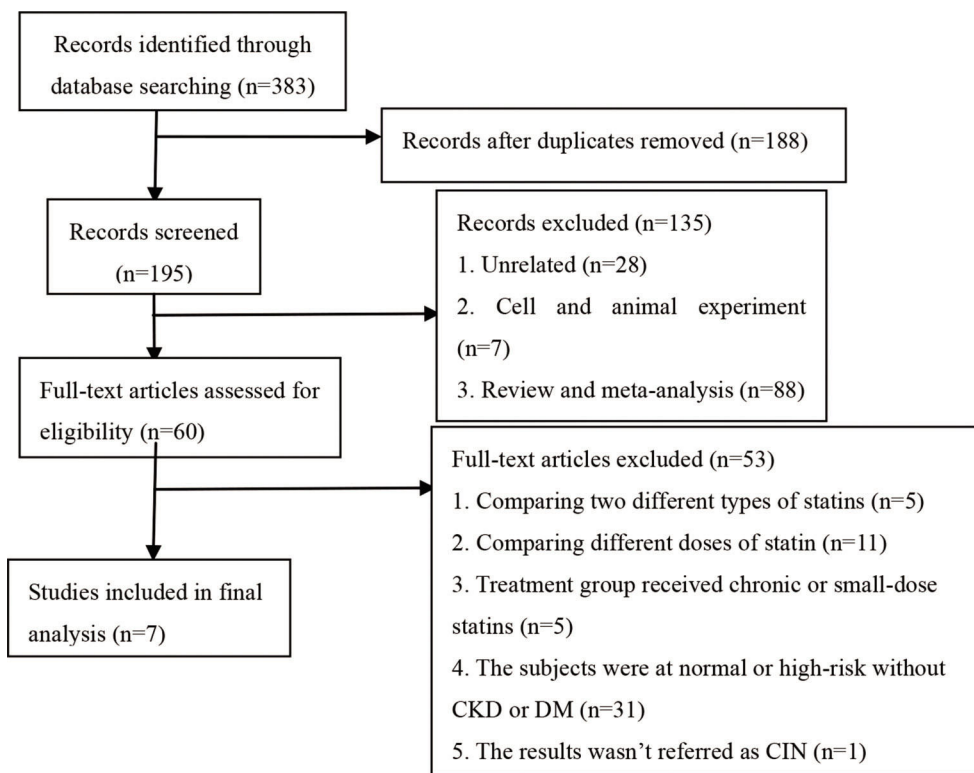 Records identified through
database searching (n=383)
Records after duplicates removed (n=188)
Records screened
(n=195)
Records excluded (n=135)
1. Unrelated (n=28)
2. Cell and animal experiment
(n=7)
3. Review and meta-analysis (n=88)
Full-text articles assessed for
eligibility (n=60)
Full-text articles excluded (n=53)
1. Comparing two different types of statins (n=5)
2. Comparing different doses of statin (n=11)
3. Treatment group received chronic or small-dose
statins (n=5)
4. The subjects were at normal or high-risk without
CKD or DM (n=31)
5. The results wasn't referred as CIN (n=1)
Studies included in final
analysis (n=7)